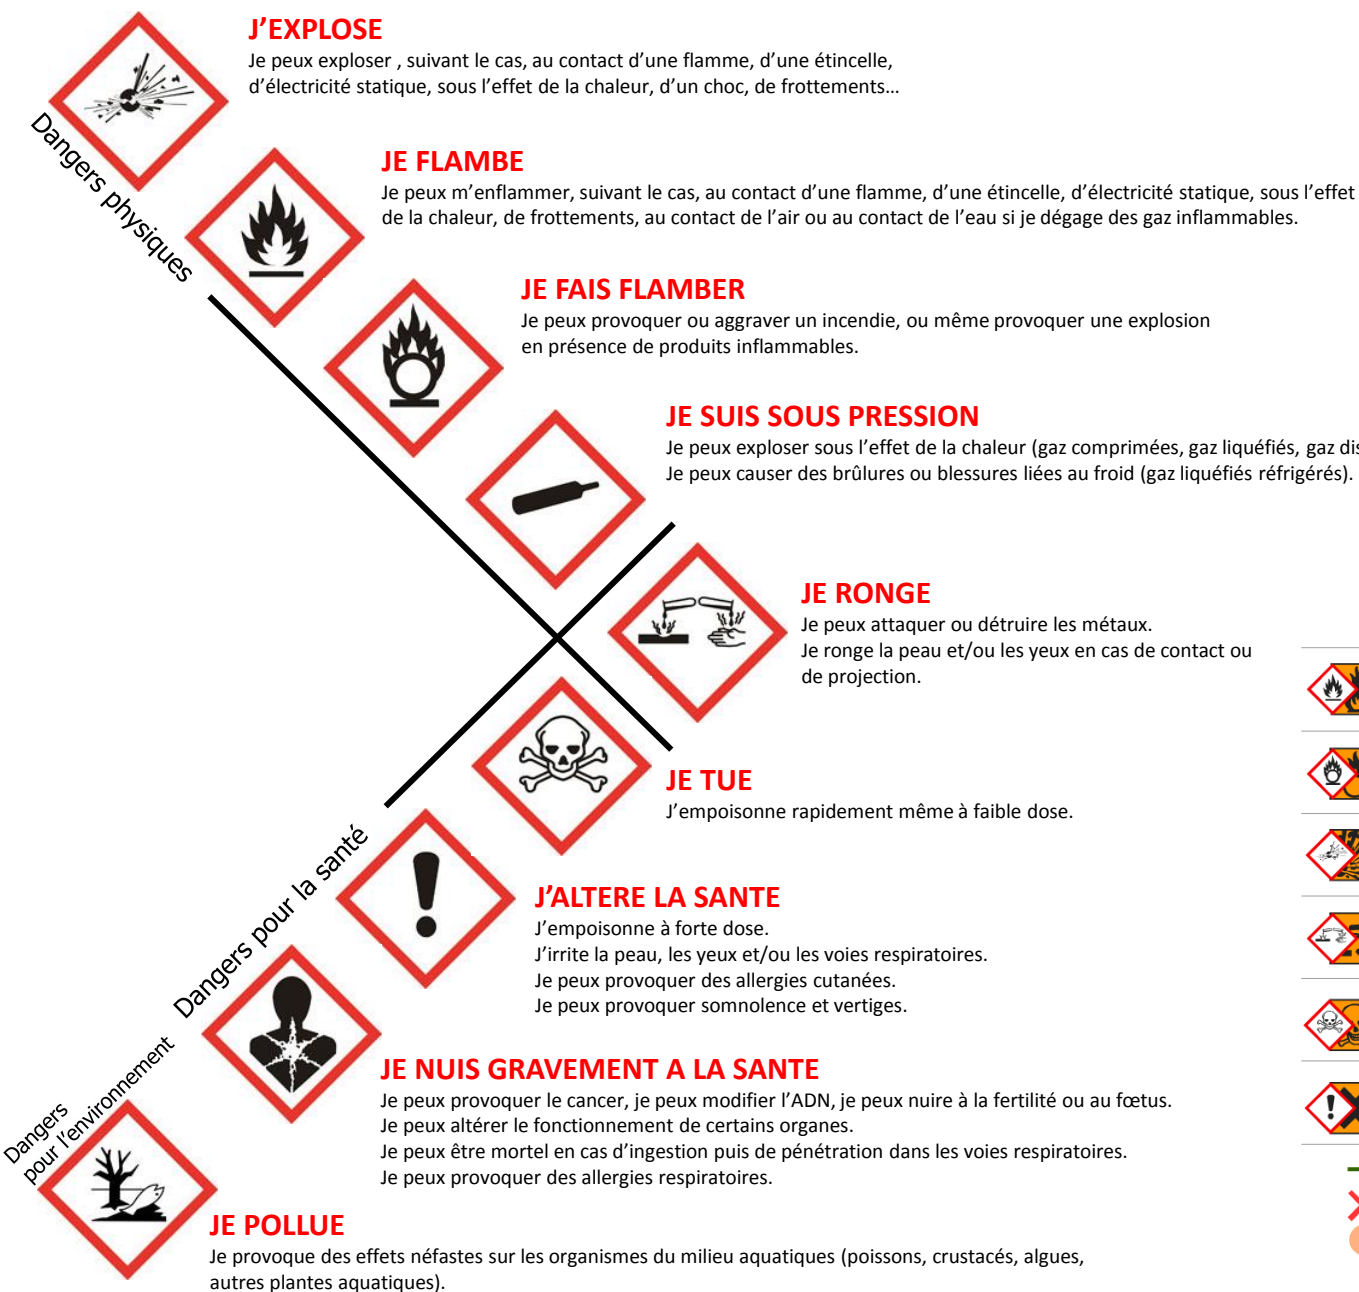 J’EXPLOSE
Je peux exploser , suivant le cas, au contact d’une flamme, d’une étincelle,
d’électricité statique, sous l’effet de la chaleur, d’un choc, de frottements…
Dangers physiques
JE FLAMBE
Je peux m’enflammer, suivant le cas, au contact d’une flamme, d’une étincelle, d’électricité statique, sous l’effet
de la chaleur, de frottements, au contact de l’air ou au contact de l’eau si je dégage des gaz inflammables.
JE FAIS FLAMBER
Je peux provoquer ou aggraver un incendie, ou même provoquer une explosion
en présence de produits inflammables.
JE SUIS SOUS PRESSION
Je peux exploser sous l’effet de la chaleur (gaz comprimées, gaz liquéfiés, gaz
Je peux causer des brûlures ou blessures liées au froid (gaz liquéfiés réfrigérés).
JE RONGE
Je peux attaquer ou détruire les métaux.
Je ronge la peau et/ou les yeux en cas de contact ou
de projection.
JE TUE
J’empoisonne rapidement même à faible dose.
Dangers pour la santé
J’ALTERE LA SANTE
J’empoisonne à forte dose.
J’irrite la peau, les yeux et/ou les voies respiratoires.
Je peux provoquer des allergies cutanées.
Je peux provoquer somnolence et vertiges.
JE NUIS GRAVEMENT A LA SANTE
Je peux provoquer le cancer, je peux modifier l’ADN, je peux nuire à la fertilité ou au fœtus.
Je peux altérer le fonctionnement de certains organes.
Je peux être mortel en cas d’ingestion puis de pénétration dans les voies respiratoires.
Je peux provoquer des allergies respiratoires.
Dangers
pour l’environnement
JE POLLUE
Je provoque des effets néfastes sur les organismes du milieu aquatiques (poissons, crustacés, algues,
autres plantes aquatiques).